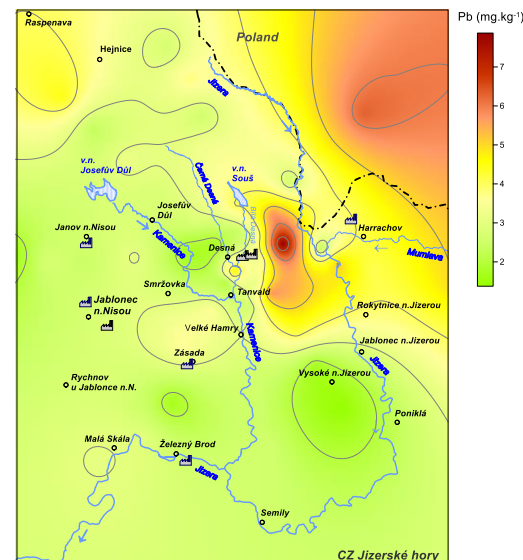 Pb (mg.kg⁻¹)
7
6
5
4
3
2
Raspenava
Hejnice
Poland
Jizera
v.n.
Josefův Důl
Černá Desná
v.n.
Souš
Bílá Desná
Josefův
Důl
Janov n.Nisou
Kamenice
Desná
Harrachov
Mumlava
Smržovka
Tanvald
Jablonec
n.Nisou
Rokytnice n.Jizerou
Velké Hamry
Kamenice
Jablonec n.Jizerou
Zásada
Jizera
Vysoké n.Jizerou
Rychnov
u Jablonce n.N.
Poniklá
Malá Skála
Železný Brod
Jizera
Semily
CZ Jizerské hory